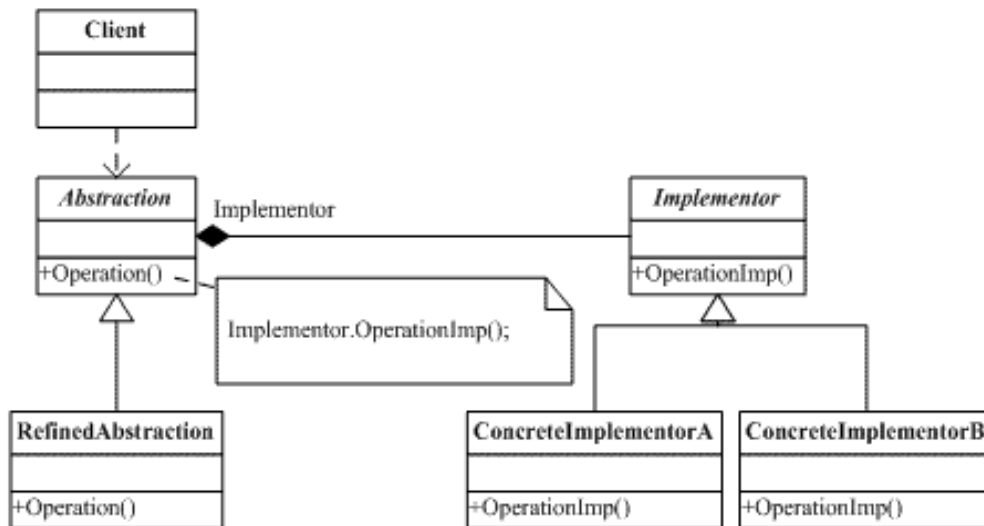 Client
Abstraction
Implementor
Implementor
+Operation()
+OperationImp()
Implementor.OperationImp();
RefinedAbstraction
ConcreteImplementorA
ConcreteImplementorB
+Operation()
+OperationImp()
+OperationImp()